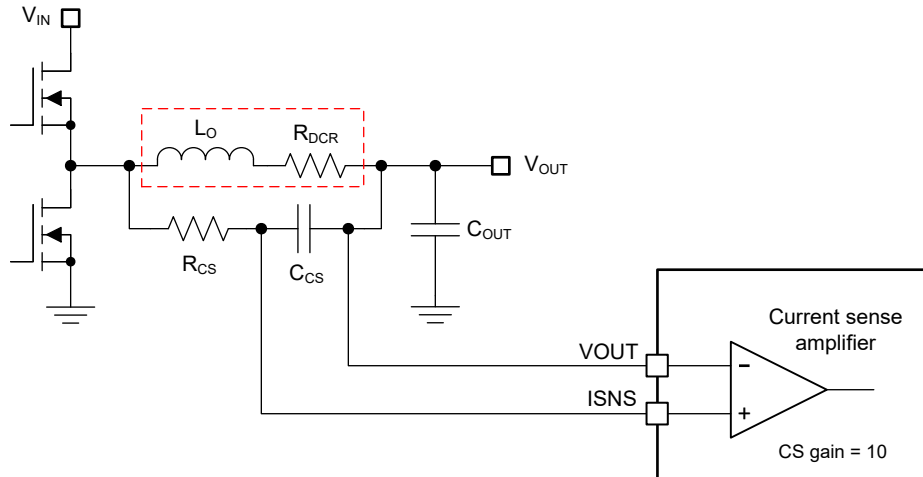 VIN
LO
RDCR
VOUT
RCS
CCS
COUT
Current sense
amplifier
VOUT
-
ISNS
+
CS gain = 10